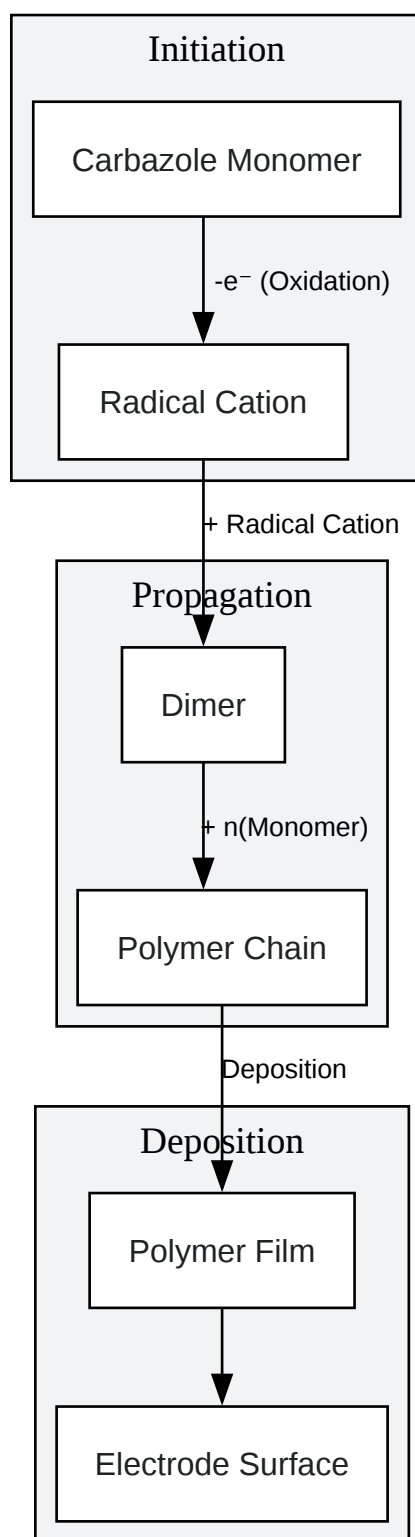 Initiation
Carbazole Monomer
-e⁻ (Oxidation)
Radical Cation
+ Radical Cation
Propagation
Dimer
+ n(Monomer)
Polymer Chain
Deposition
Deposition
Polymer Film
Electrode Surface